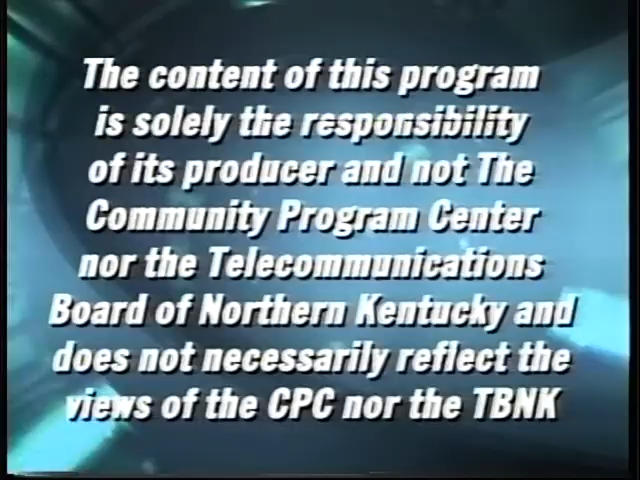 The content of this program
is solely the responsibility
of its producer and not The
Community Program Center
nor the Telecommunications
Board of Northern Kentucky and
does not necessarily reflect the
views of the CPC nor the TBNK